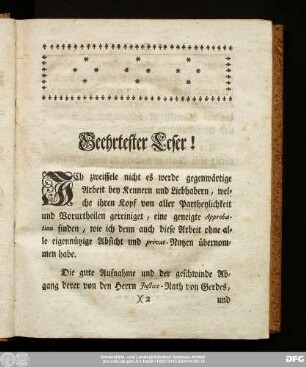 Geehrtester Leser!
Ich zweiffele nicht es werde gegenwärtige
Arbeit bey Kennern und Liebhabern, wel-
che ihren Kopf von aller Partheylichkeit
und Vorurtheilen gereiniget, eine geneigte Approba-
tion finden, wie ich denn auch diese Arbeit ohne al-
le eigennützige Absicht und privat-Nutzen übernom-
men habe.
Die gute Aufnahme und der geschwinde Ab-
gang derer von den Herrn Justice-Rath von Gerdes,
)( 2 und
DFG